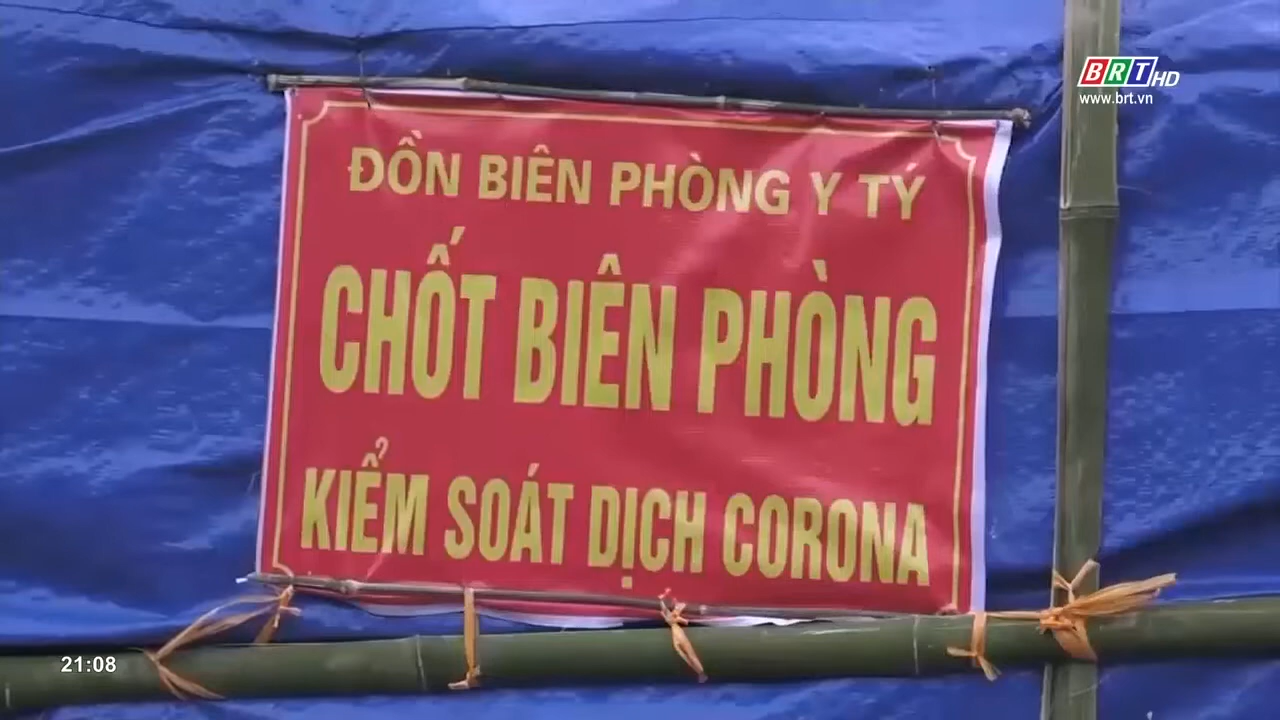 BRT HD
www.brt.vn
ĐỒN BIÊN PHÒNG Y TÝ
CHỐT BIÊN PHÒNG
KIỂM SOÁT DỊCH CORONA
21:08